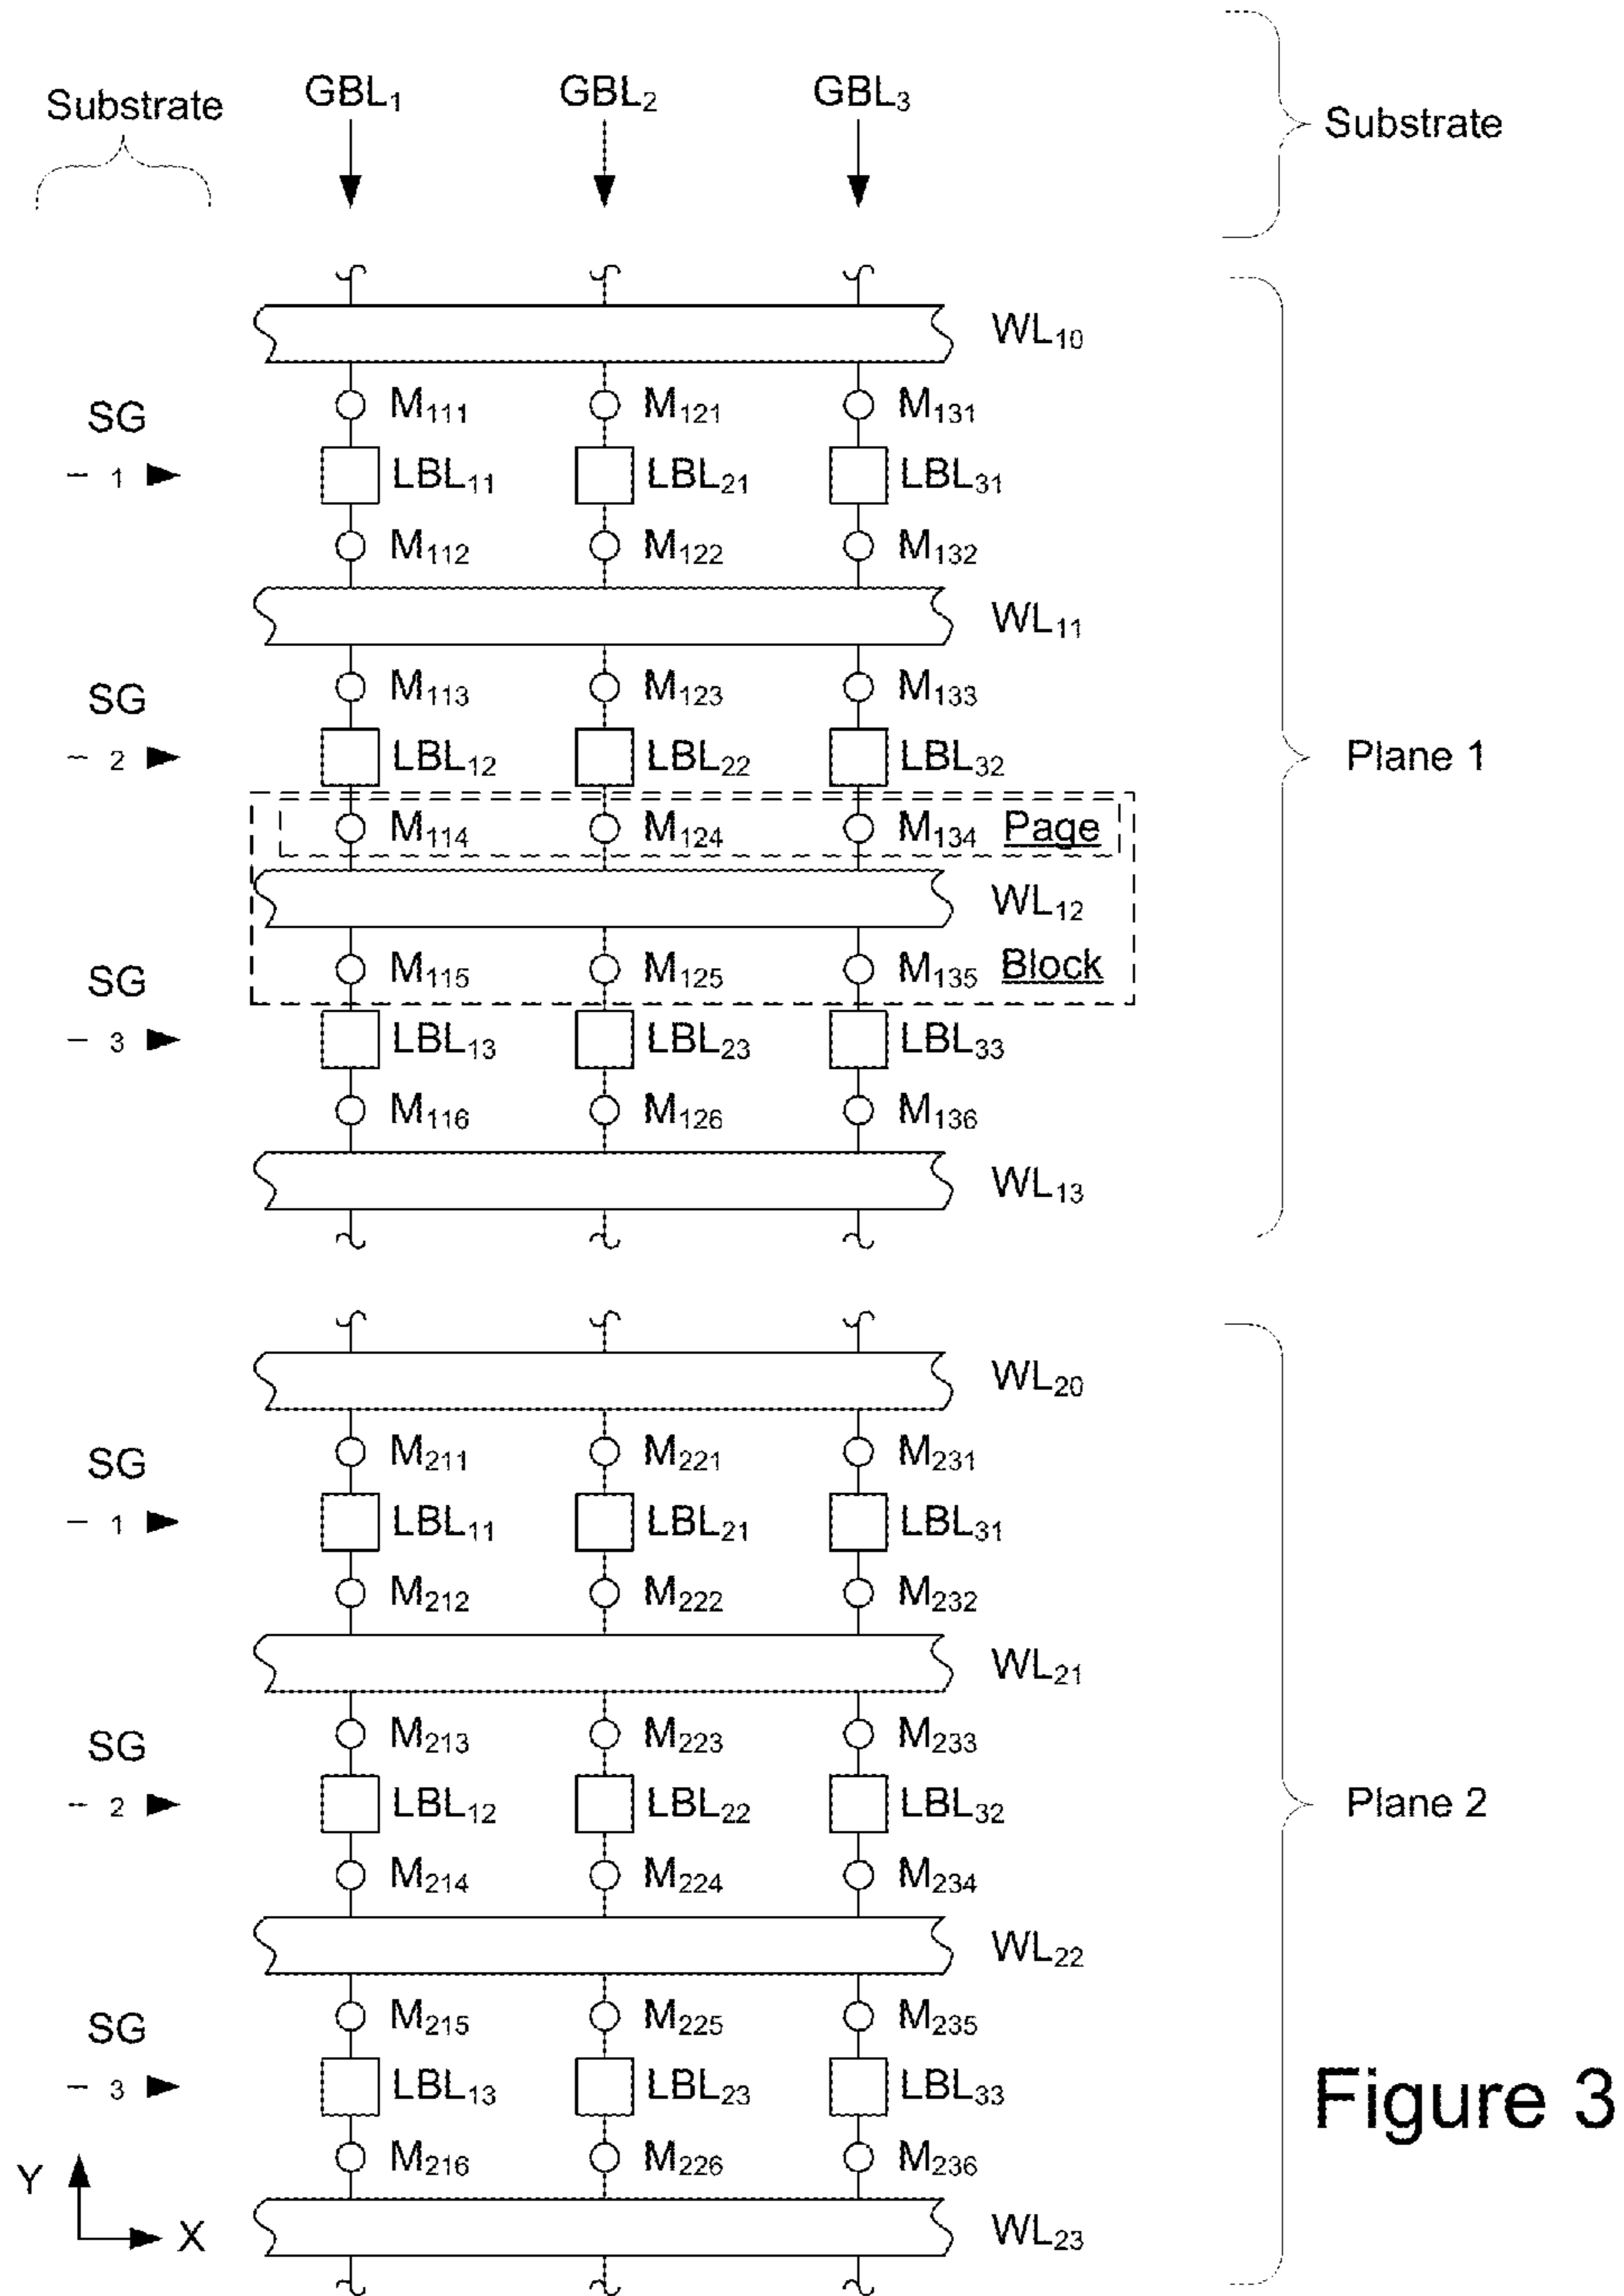 Substrate GBL₁ GBL₂ GBL₃ Substrate
WL₁₀
SG M₁₁₁ M₁₂₁ M₁₃₁
1 LBL₁₁ LBL₂₁ LBL₃₁
M₁₁₂ M₁₂₂ M₁₃₂
WL₁₁
SG M₁₁₃ M₁₂₃ M₁₃₃
2 LBL₁₂ LBL₂₂ LBL₃₂ Plane 1
M₁₁₄ M₁₂₄ M₁₃₄ Page
WL₁₂
SG M₁₁₅ M₁₂₅ M₁₃₅ Block
3 LBL₁₃ LBL₂₃ LBL₃₃
M₁₁₆ M₁₂₆ M₁₃₆
WL₁₃
WL₂₀
SG M₂₁₁ M₂₂₁ M₂₃₁
1 LBL₁₁ LBL₂₁ LBL₃₁
M₂₁₂ M₂₂₂ M₂₃₂
WL₂₁
SG M₂₁₃ M₂₂₃ M₂₃₃
2 LBL₁₂ LBL₂₂ LBL₃₂ Plane 2
M₂₁₄ M₂₂₄ M₂₃₄
WL₂₂
SG M₂₁₅ M₂₂₅ M₂₃₅
3 LBL₁₃ LBL₂₃ LBL₃₃
Figure 3
M₂₁₆ M₂₂₆ M₂₃₆
Y
X WL₂₃